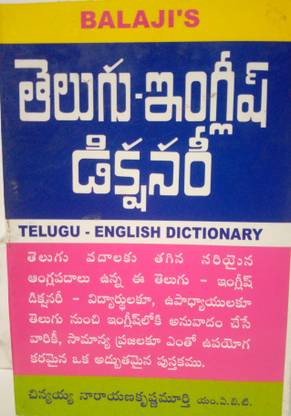 BALAJI'S
తెలుగు-ఇంగ్లీష్
డిక్షనరీ
TELUGU - ENGLISH DICTIONARY
తెలుగు పదాలకు తగిన సరియైన
ఆంగ్లపదాలు ఉన్న ఈ తెలుగు - ఇంగ్లీష్
డిక్షనరీ - విద్యార్థులకూ, ఉపాధ్యాయులకూ
తెలుగు నుంచి ఇంగ్లీష్‌లోకి అనువాదం చేసే
వారికీ, సామాన్య ప్రజలకూ ఎంతో ఉపయోగ
కరమైన ఒక అద్భుతమైన పుస్తకము.
చిన్నయ్య నారాయణకృష్ణమూర్తి ఎం.ఏ.బి.టి.